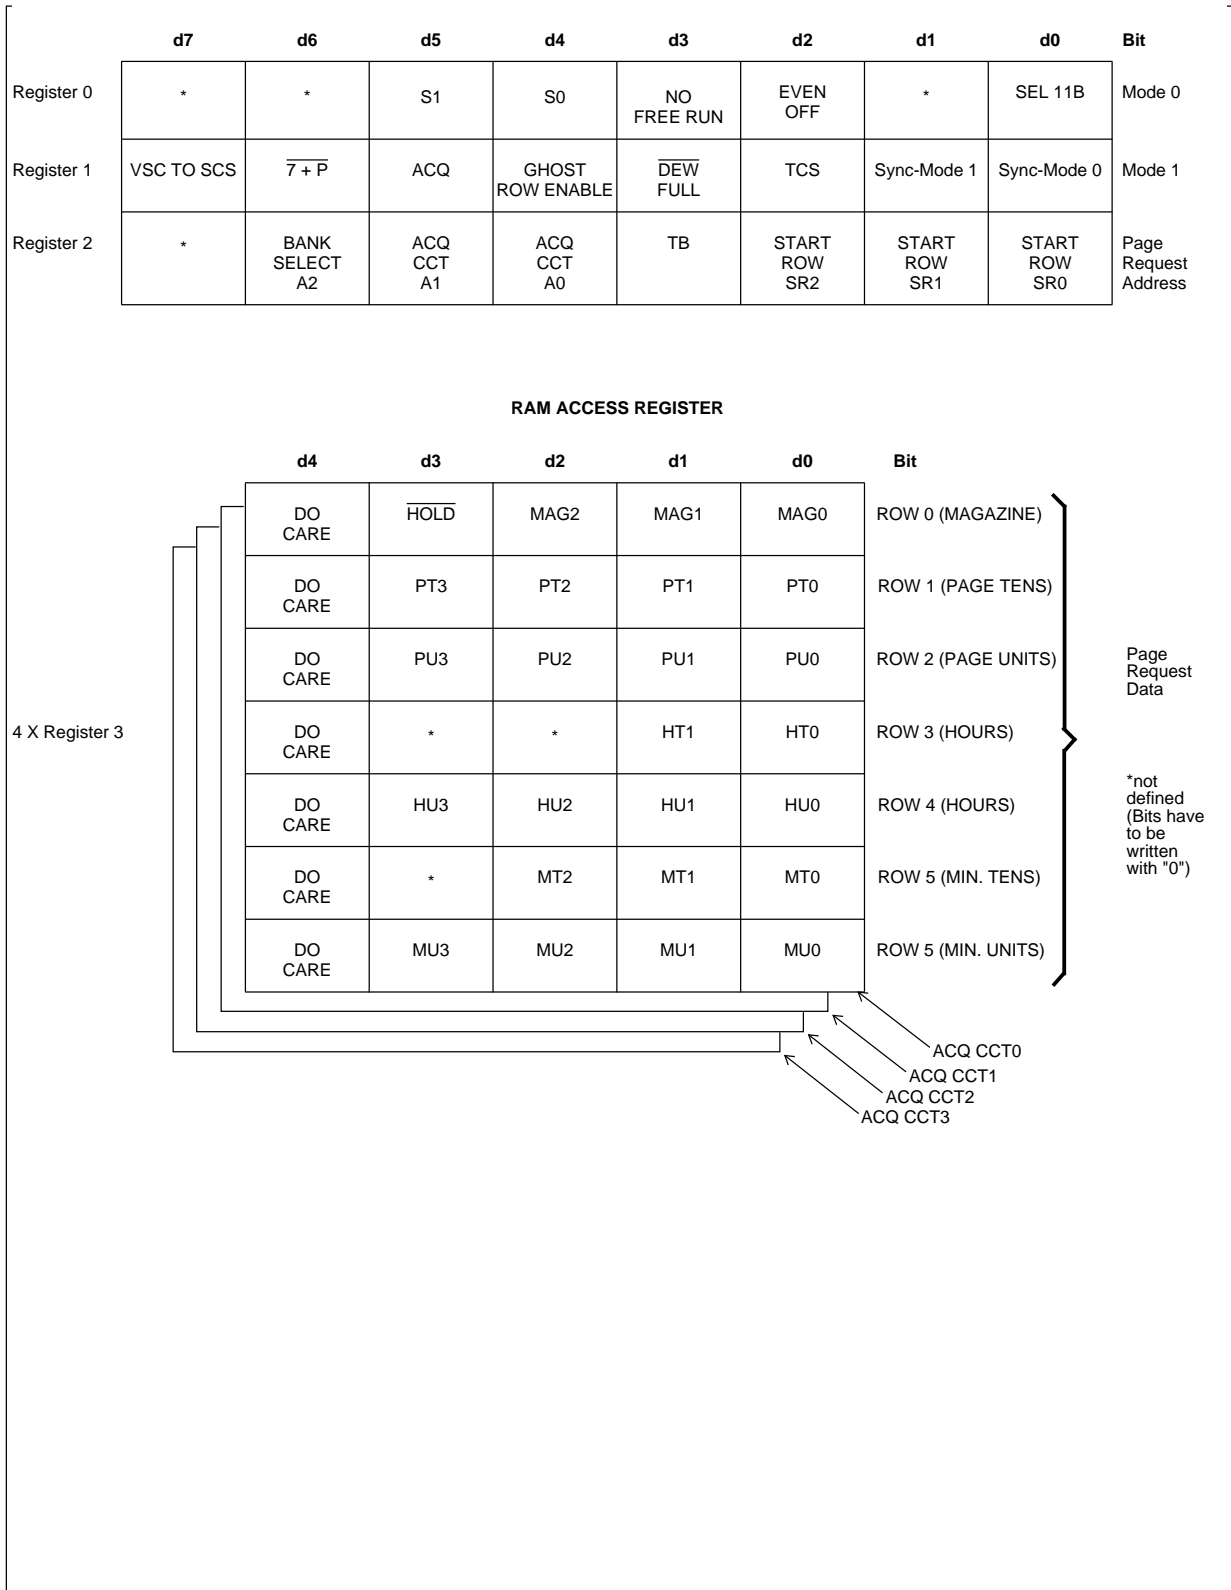 d7 d6 d5 d4 d3 d2 d1 d0 Bit
Register 0 * * S1 S0 NO FREE RUN EVEN OFF * SEL 11B Mode 0
Register 1 VSC TO SCS 7 + P ACQ GHOST ROW ENABLE DEW FULL TCS Sync-Mode 1 Sync-Mode 0 Mode 1
Register 2 * BANK SELECT A2 ACQ CCT A1 ACQ CCT A0 TB START ROW SR2 START ROW SR1 START ROW SR0 Page Request Address
RAM ACCESS REGISTER
d4 d3 d2 d1 d0 Bit
DO CARE HOLD MAG2 MAG1 MAG0 ROW 0 (MAGAZINE)
DO CARE PT3 PT2 PT1 PT0 ROW 1 (PAGE TENS)
DO CARE PU3 PU2 PU1 PU0 ROW 2 (PAGE UNITS)
Page
Request
Data
4 X Register 3 DO CARE * * HT1 HT0 ROW 3 (HOURS)
DO CARE HU3 HU2 HU1 HU0 ROW 4 (HOURS)
*not
defined
(Bits have
to be
written
with "0")
DO CARE * MT2 MT1 MT0 ROW 5 (MIN. TENS)
DO CARE MU3 MU2 MU1 MU0 ROW 5 (MIN. UNITS)
ACQ CCT0
ACQ CCT1
ACQ CCT2
ACQ CCT3